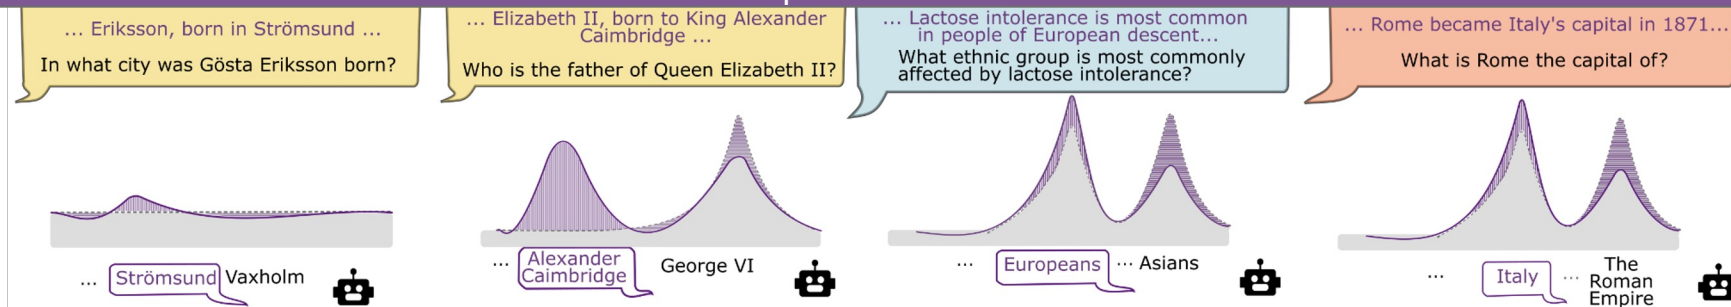 ... Eriksson, born in Strömsund ...
In what city was Gösta Eriksson born?
... Strömsund Vaxholm
... Elizabeth II, born to King Alexander
Caimbridge ...
Who is the father of Queen Elizabeth II?
... Alexander
Caimbridge
George VI
... Lactose intolerance is most common
in people of European descent...
What ethnic group is most commonly
affected by lactose intolerance?
... Europeans ... Asians
... Rome became Italy's capital in 1871...
What is Rome the capital of?
... Italy ...
The
Roman
Empire